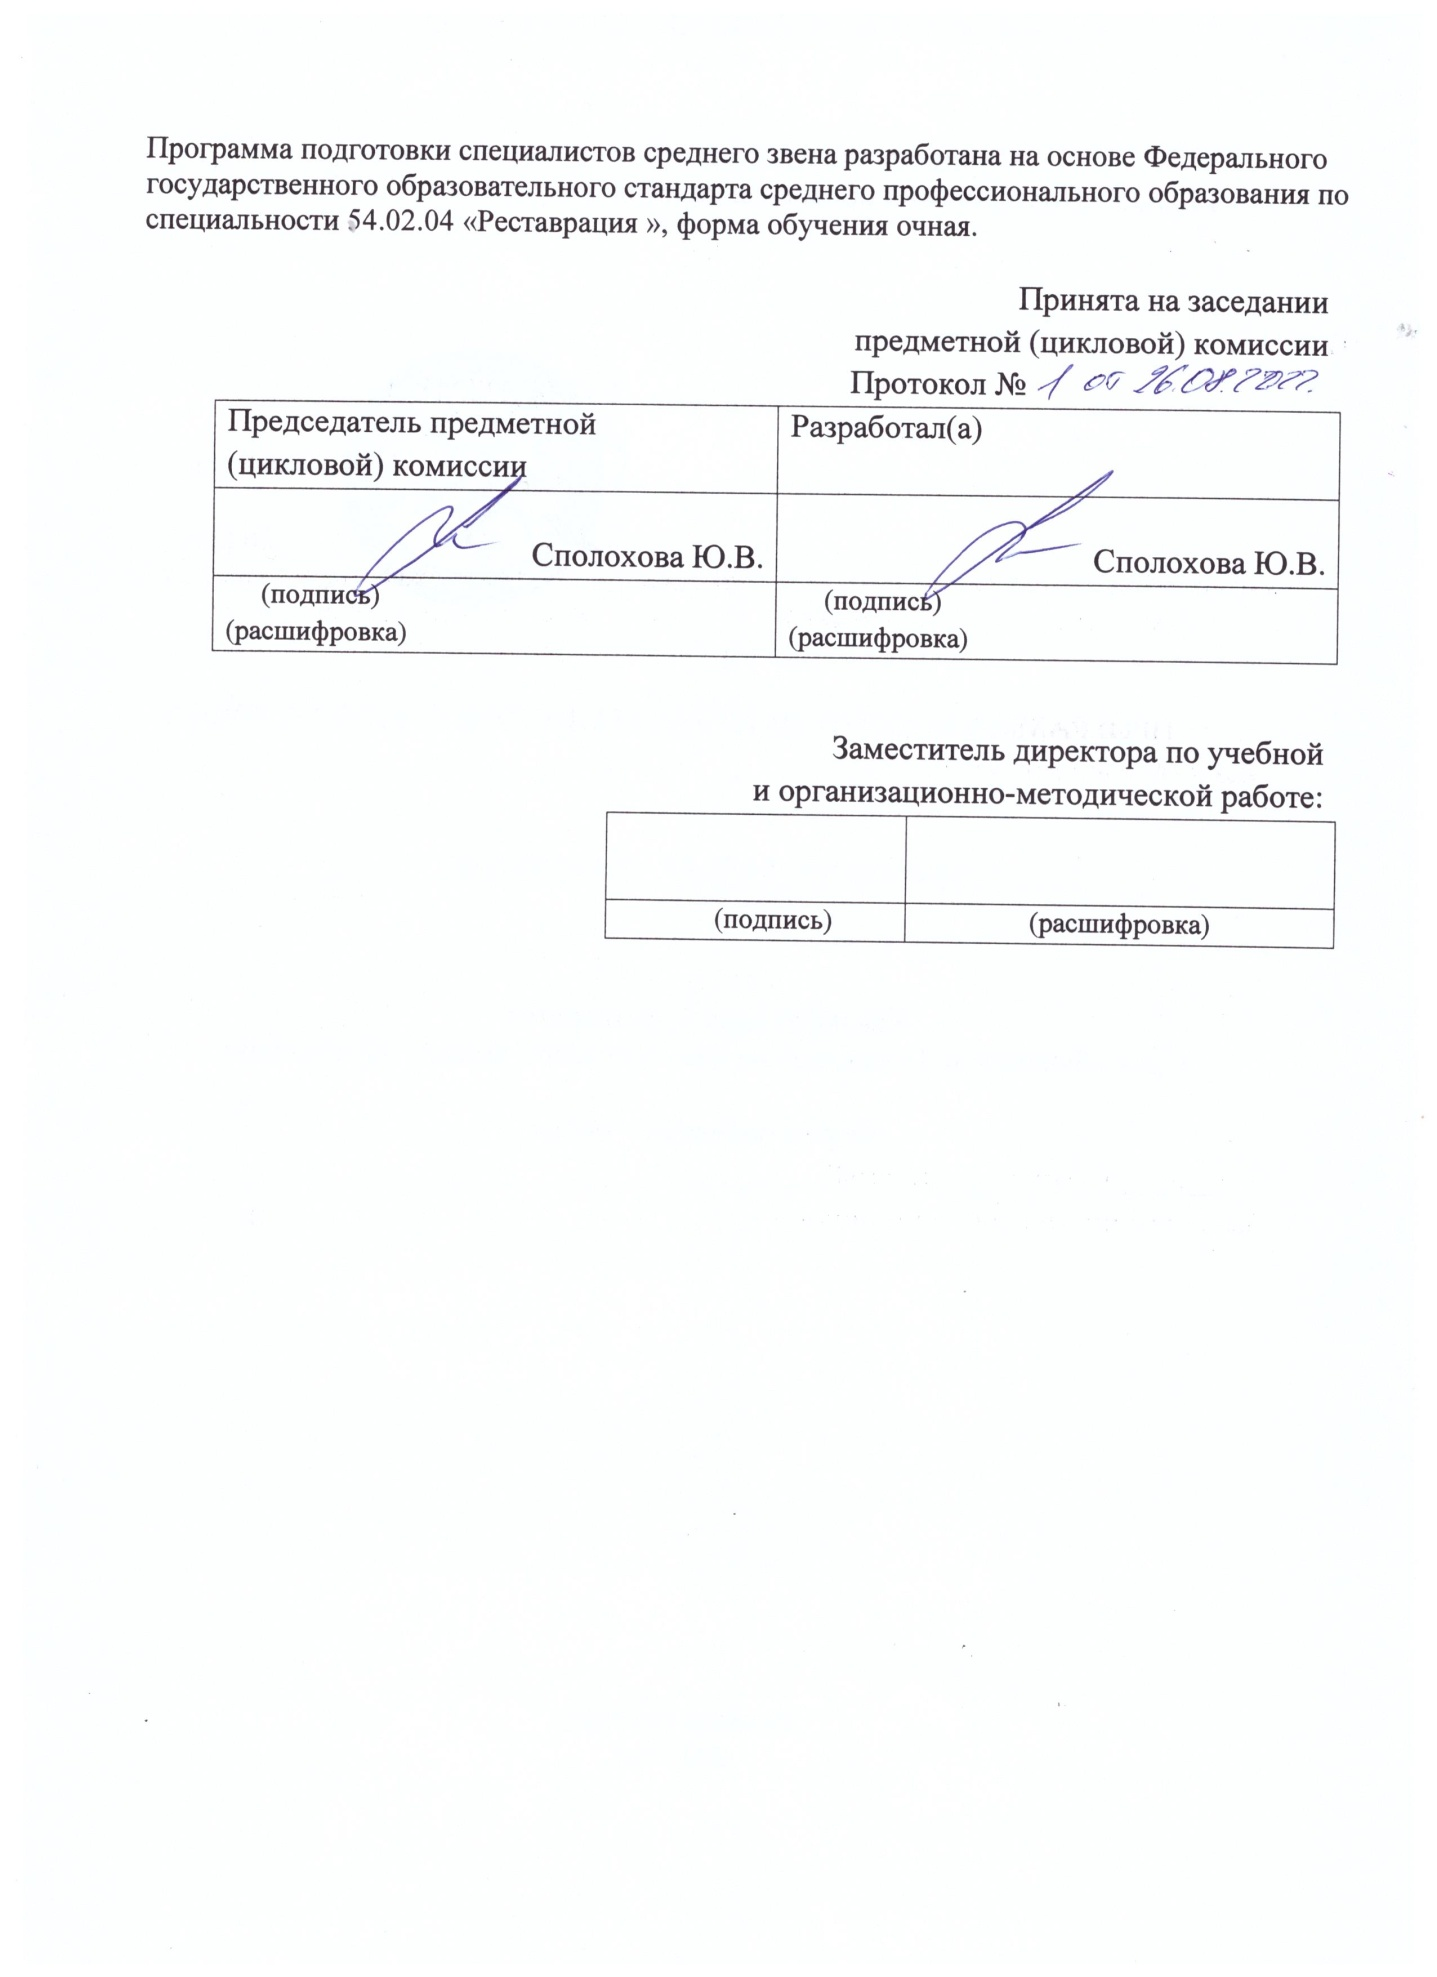 Программа подготовки специалистов среднего звена разработана на основе Федерального
государственного образовательного стандарта среднего профессионального образования по
специальности 54.02.04 «Реставрация », форма обучения очная.
Принята на заседании
предметной (цикловой) комиссии
Протокол № 1 от 26.08.2022.
Председатель предметной
(цикловой) комиссии
Разработал(а)
Сполохова Ю.В.
Сполохова Ю.В.
(подпись)
(расшифровка)
(подпись)
(расшифровка)
Заместитель директора по учебной
и организационно-методической работе:
(подпись)
(расшифровка)